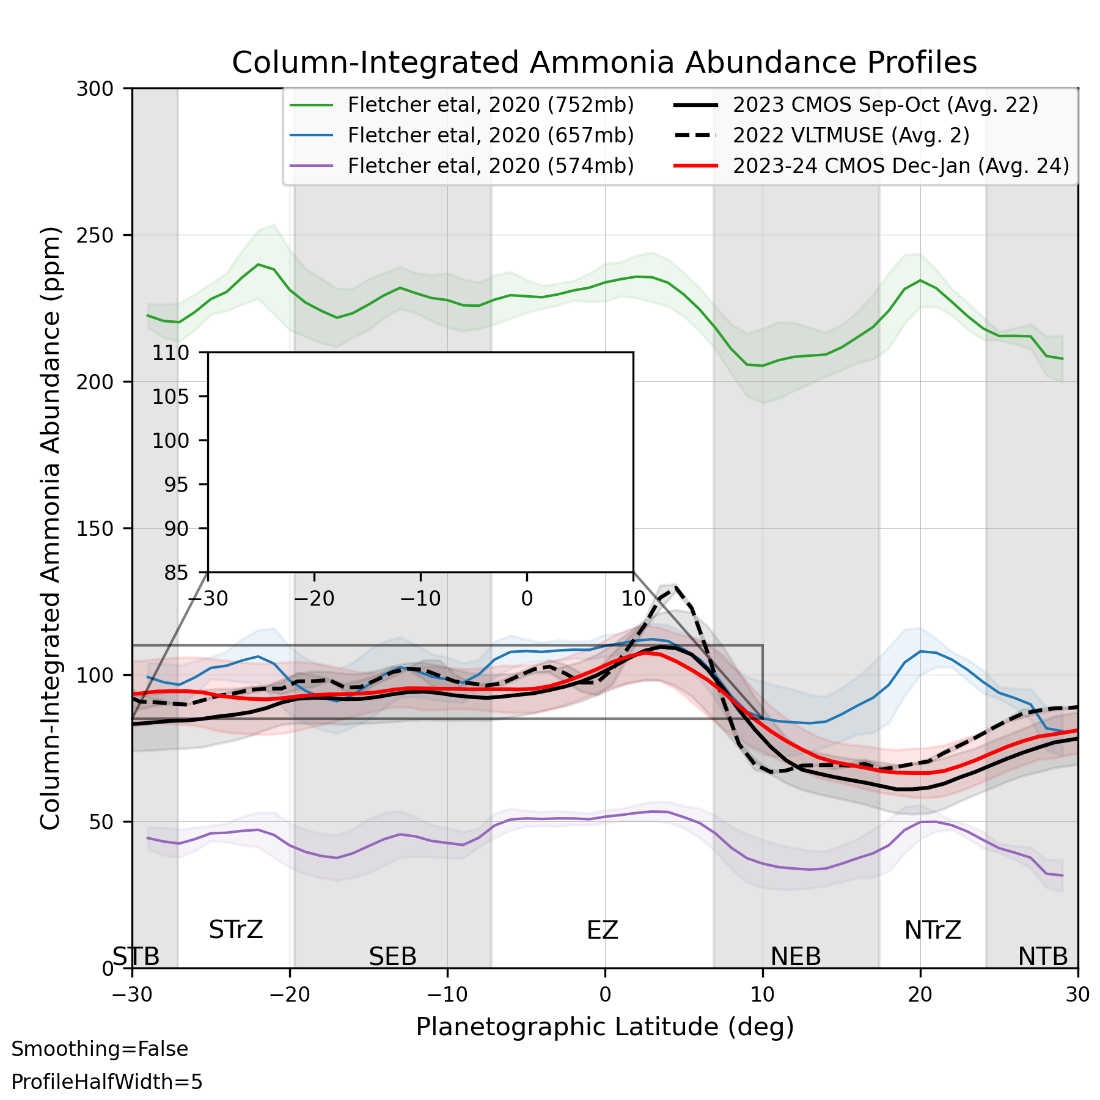 Column-Integrated Ammonia Abundance Profiles
Fletcher etal, 2020 (752mb)
Fletcher etal, 2020 (657mb)
Fletcher etal, 2020 (574mb)
2023 CMOS Sep-Oct (Avg. 22)
2022 VLTMUSE (Avg. 2)
2023-24 CMOS Dec-Jan (Avg. 24)
Column-Integrated Ammonia Abundance (ppm)
300
250
200
150
100
50
0
110
105
100
95
90
85
−30 −20 −10 0 10
STrZ EZ NTrZ
STB SEB NEB NTB
−30 −20 −10 0 10 20 30
Planetographic Latitude (deg)
Smoothing=False
ProfileHalfWidth=5